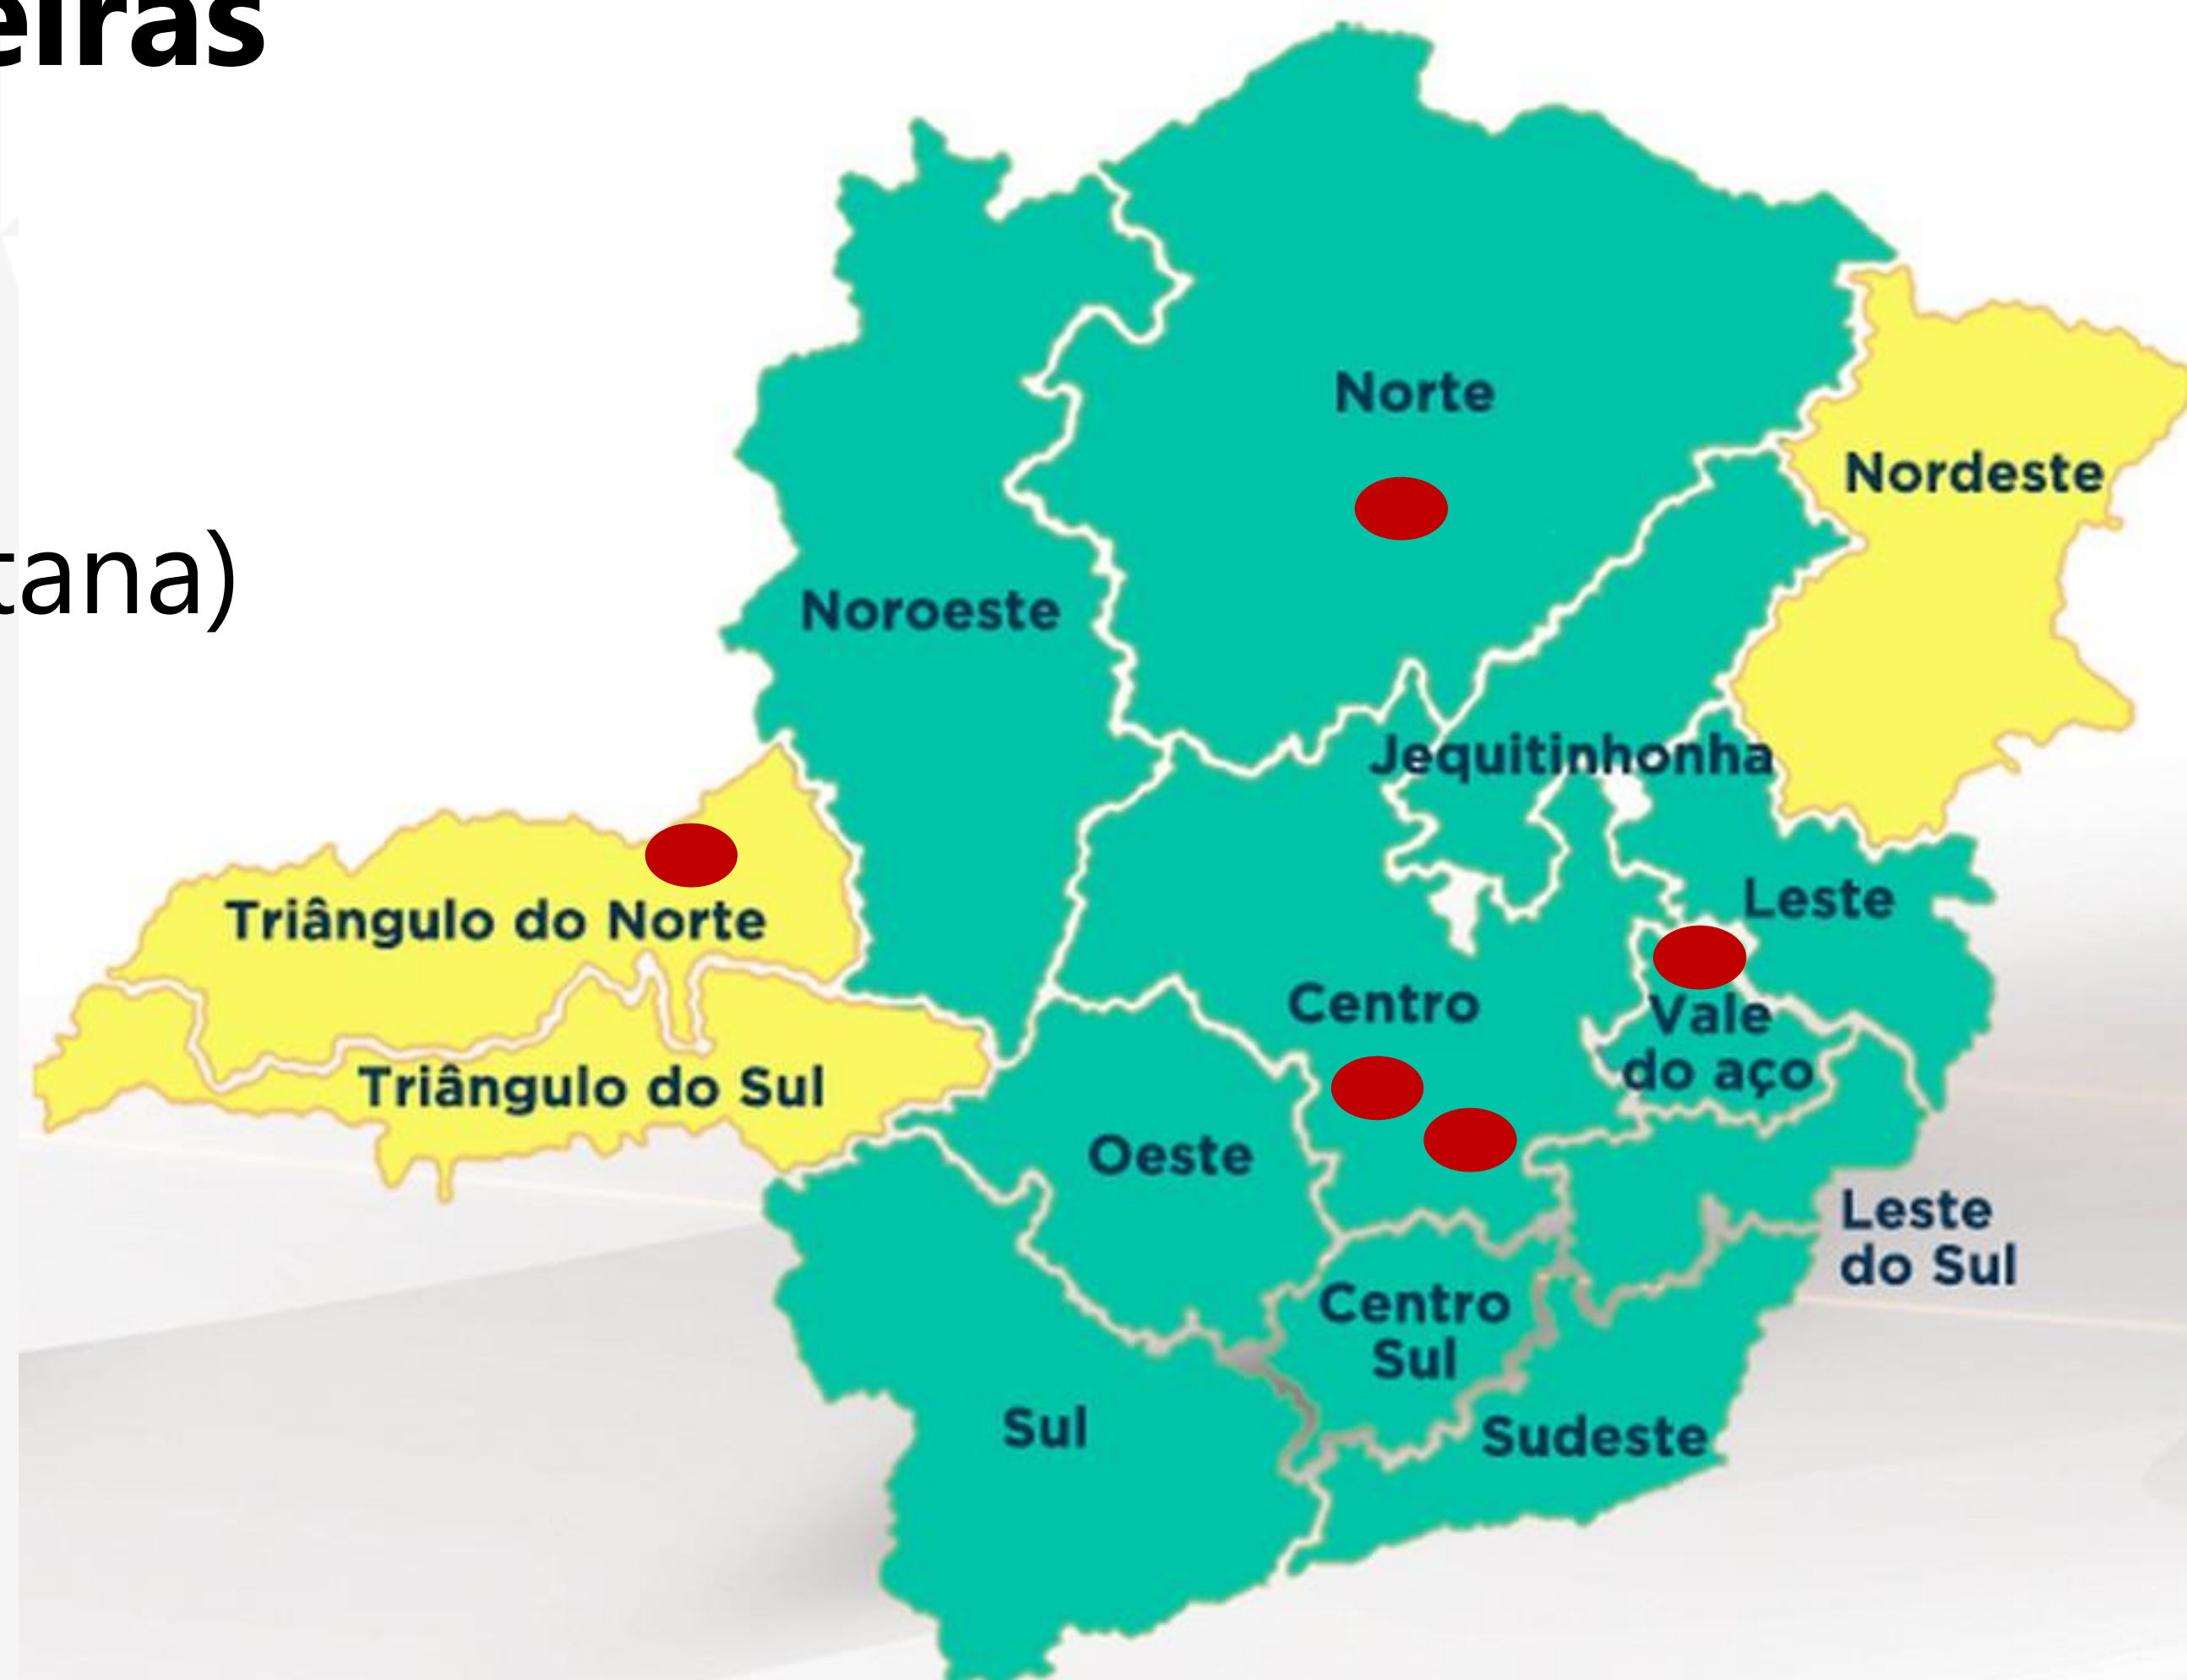 eiras
Norte
Nordeste
tana)
Noroeste
Jequitinhonha
Leste
Triângulo do Norte
Centro
Vale
do aço
Triângulo do Sul
Oeste
Leste
do Sul
Centro
Sul
Sul
Sudeste